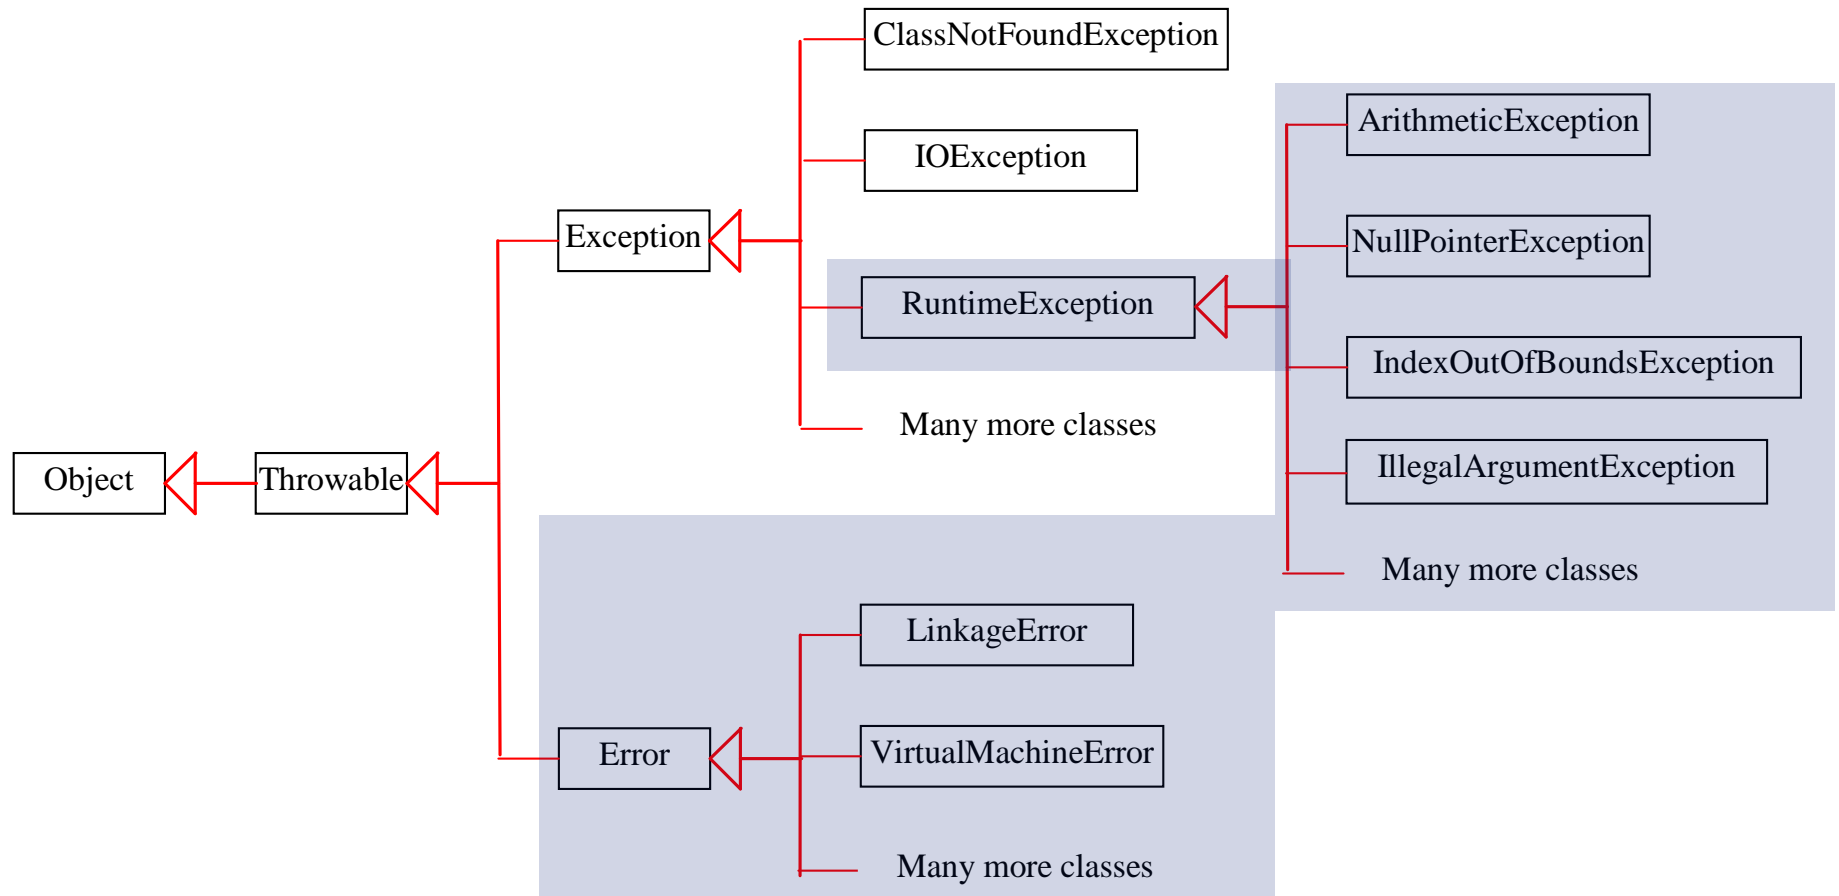 ClassNotFoundException
ArithmeticException
IOException
Exception
NullPointerException
RuntimeException
IndexOutOfBoundsException
Many more classes
Object
Throwable
IllegalArgumentException
Many more classes
LinkageError
Error
VirtualMachineError
Many more classes